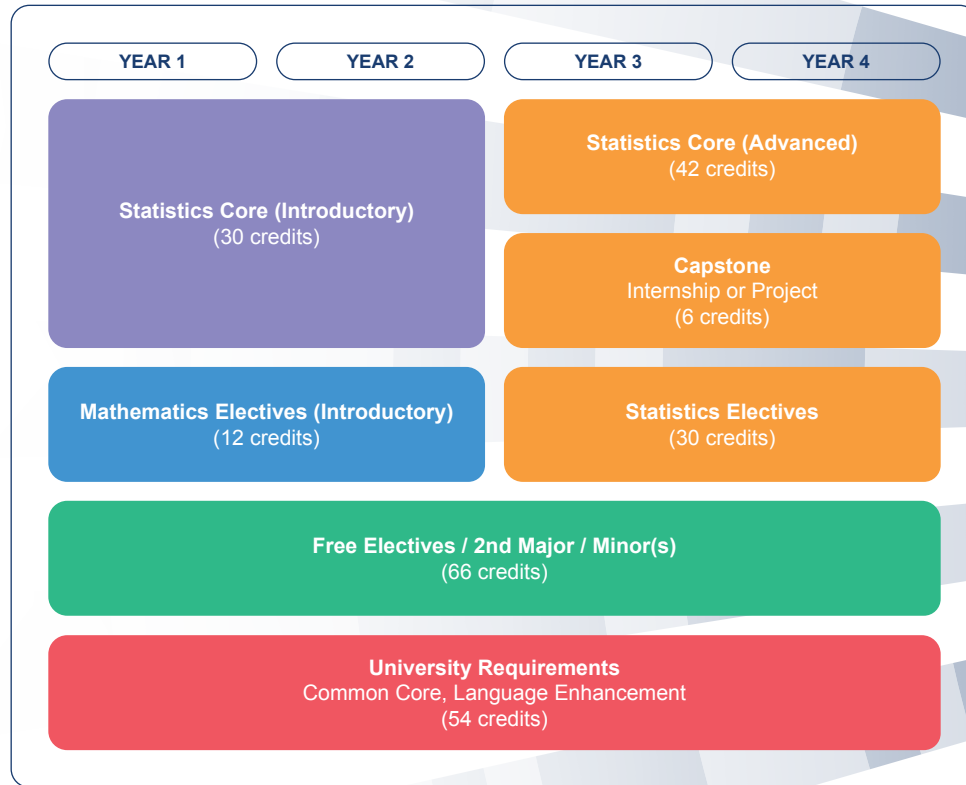 YEAR 1
YEAR 2
YEAR 3
YEAR 4
Statistics Core (Introductory)
(30 credits)
Statistics Core (Advanced)
(42 credits)
Capstone
Internship or Project
(6 credits)
Mathematics Electives (Introductory)
(12 credits)
Statistics Electives
(30 credits)
Free Electives / 2nd Major / Minor(s)
(66 credits)
University Requirements
Common Core, Language Enhancement
(54 credits)